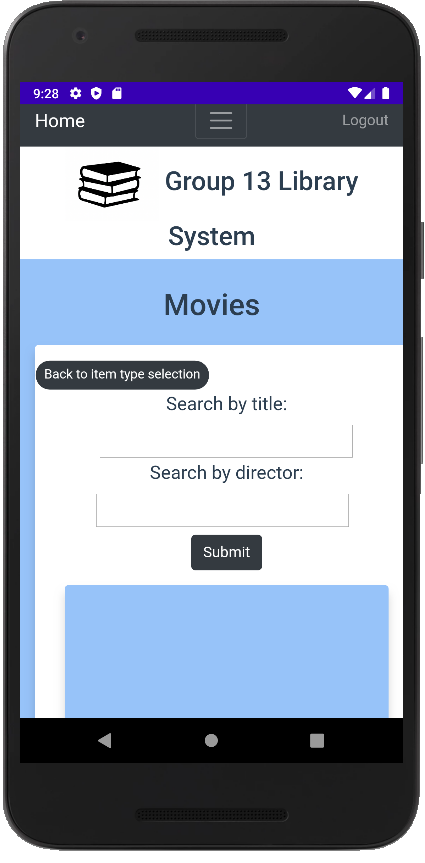 9:28
Home
Logout
Group 13 Library
System
Movies
Back to item type selection
Search by title:
Search by director:
Submit